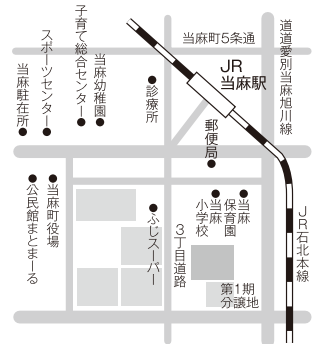 当麻町5条通
道道愛別当麻旭川線
JR
当麻駅
子育て総合センター
スポーツセンター
当麻幼稚園
当麻駐在所
診療所
郵便局
公民館まとまーる
当麻町役場
ふじスーパー
3丁目道路
当麻
小学校
当麻
保育園
第1期
分譲地
JR石北本線